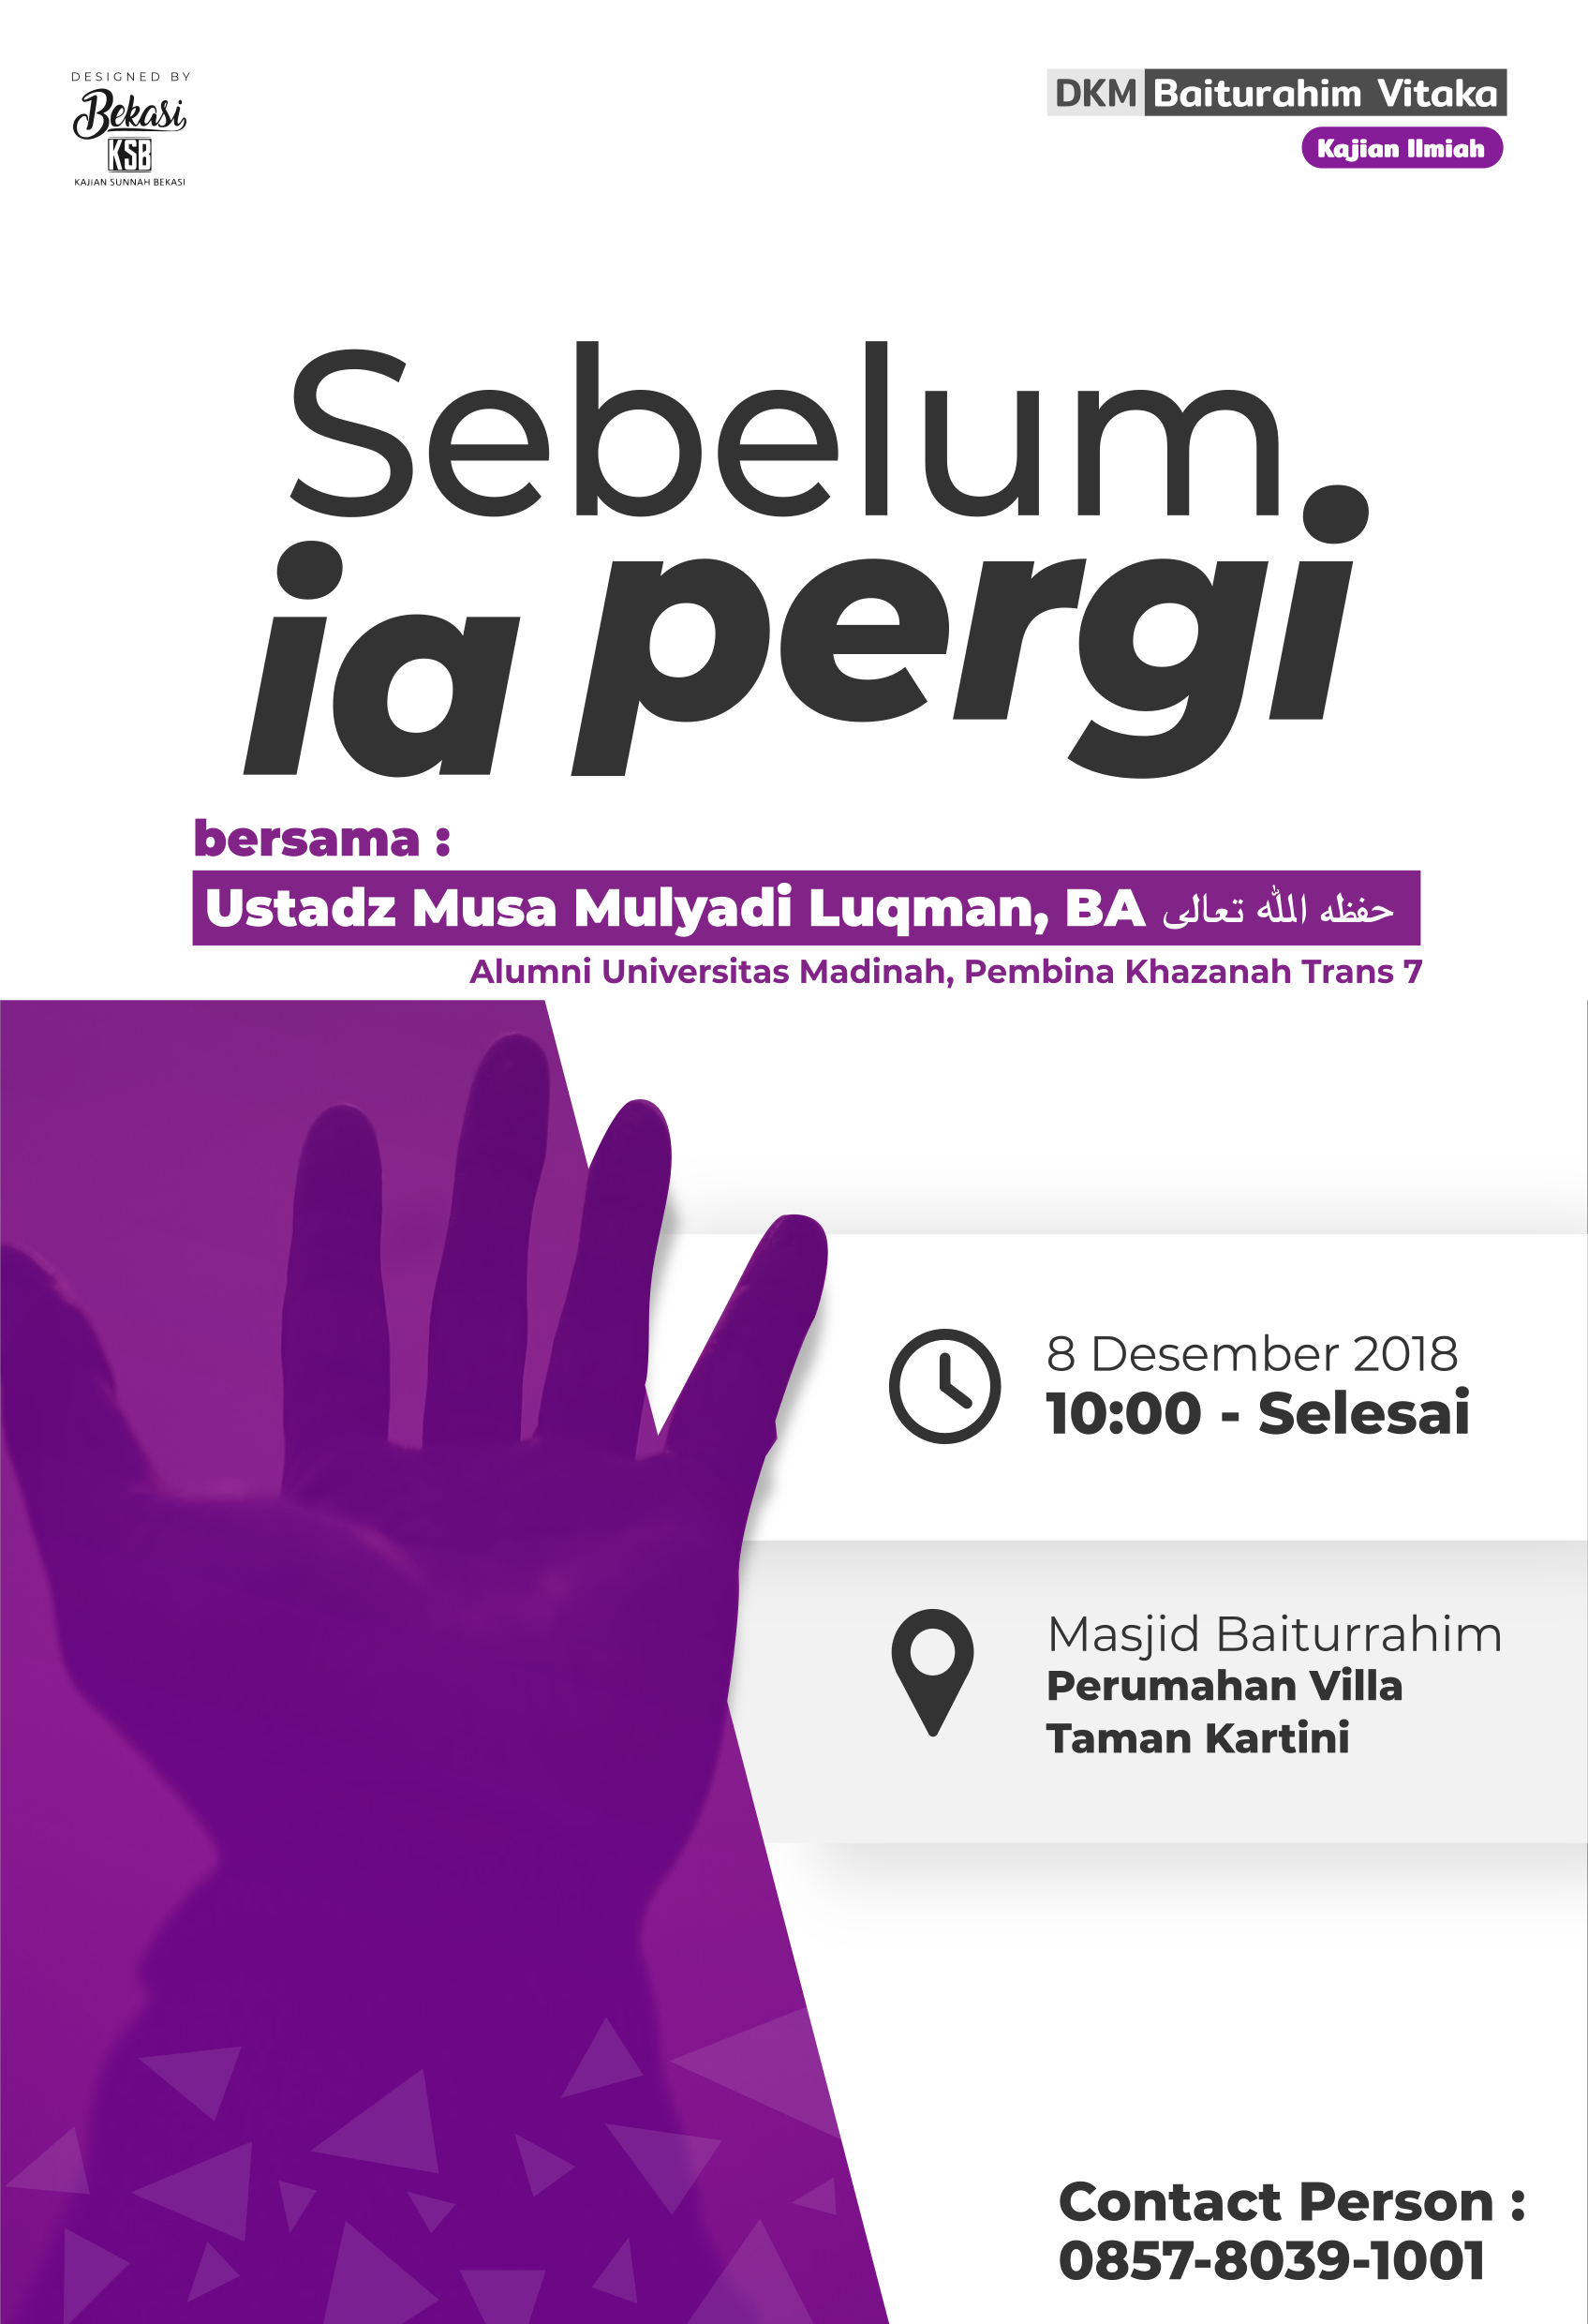 DESIGNED BY
Bekasi
KSB
KAJIAN SUNNAH BEKASI
DKM Baiturahim Vitaka
Kajian Ilmiah
Sebelum
ia pergi
bersama :
Ustadz Musa Mulyadi Luqman, BA حفظه الله تعالى
Alumni Universitas Madinah, Pembina Khazanah Trans 7
8 Desember 2018
10:00 - Selesai
Masjid Baiturrahim
Perumahan Villa
Taman Kartini
Contact Person :
0857-8039-1001